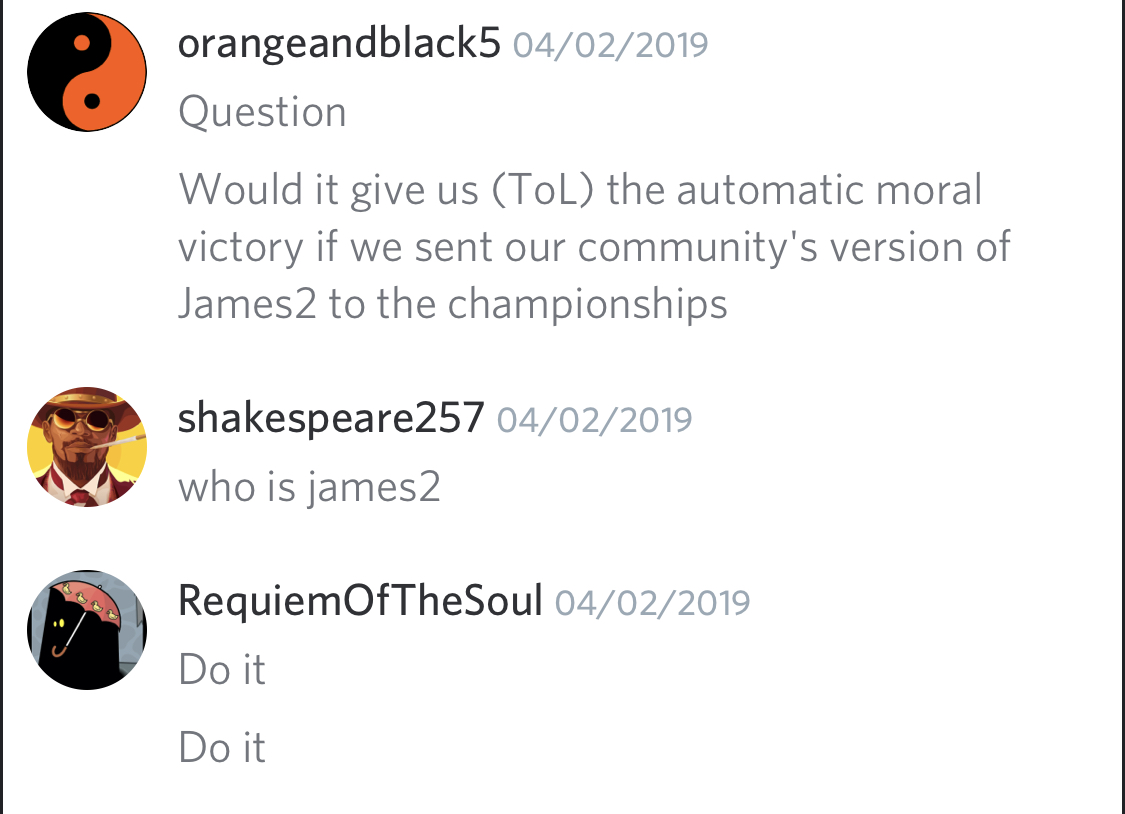 orangeandblack5 04/02/2019
Question
Would it give us (ToL) the automatic moral
victory if we sent our community's version of
James2 to the championships
shakespeare257 04/02/2019
who is james2
RequiemOfTheSoul 04/02/2019
Do it
Do it